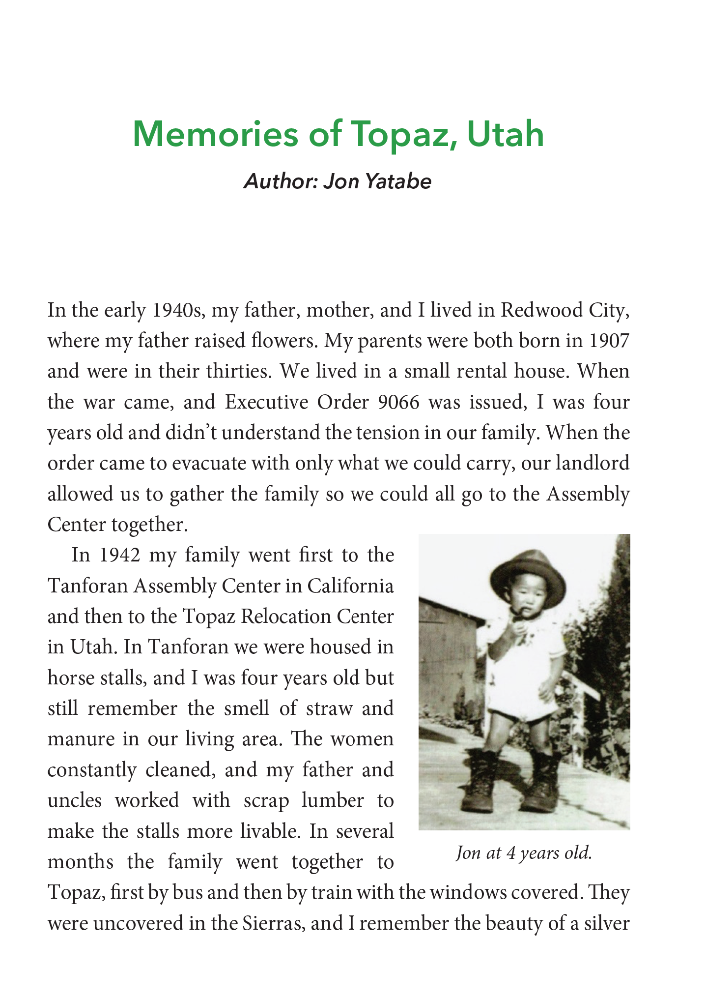 Memories of Topaz, Utah
Author: Jon Yatabe
In the early 1940s, my father, mother, and I lived in Redwood City,
where my father raised flowers. My parents were both born in 1907
and were in their thirties. We lived in a small rental house. When
the war came, and Executive Order 9066 was issued, I was four
years old and didn’t understand the tension in our family. When the
order came to evacuate with only what we could carry, our landlord
allowed us to gather the family so we could all go to the Assembly
Center together.
In 1942 my family went first to the
Tanforan Assembly Center in California
and then to the Topaz Relocation Center
in Utah. In Tanforan we were housed in
horse stalls, and I was four years old but
still remember the smell of straw and
manure in our living area. The women
constantly cleaned, and my father and
uncles worked with scrap lumber to
make the stalls more livable. In several
months the family went together to
Topaz, first by bus and then by train with the windows covered. They
were uncovered in the Sierras, and I remember the beauty of a silver
Jon at 4 years old.